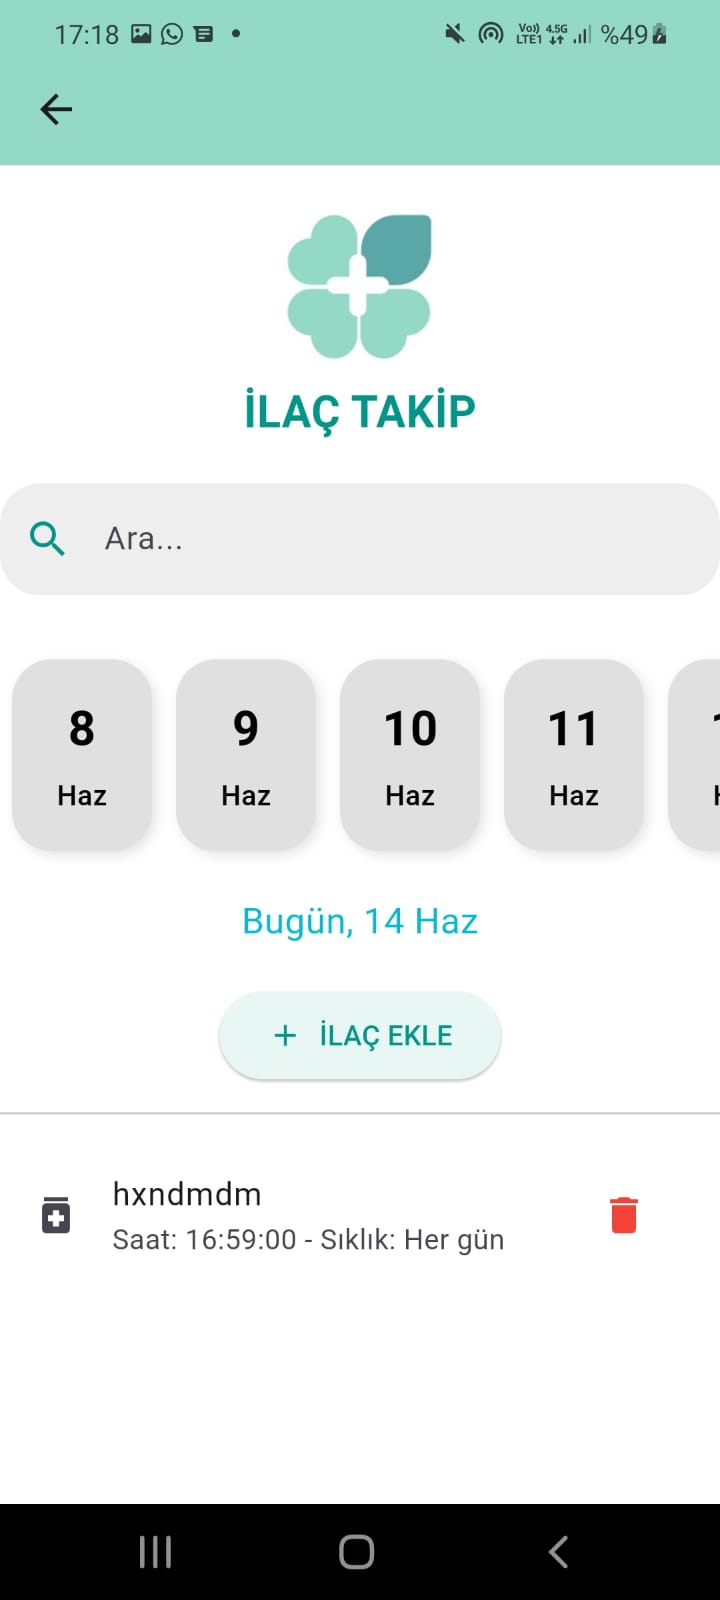 17:18
Vo)) 4.5G
LTE1 %49
İLAÇ TAKİP
Ara...
8 9 10 11
Haz Haz Haz Haz
Bugün, 14 Haz
+ İLAÇ EKLE
hxndmdm
Saat: 16:59:00 - Sıklık: Her gün